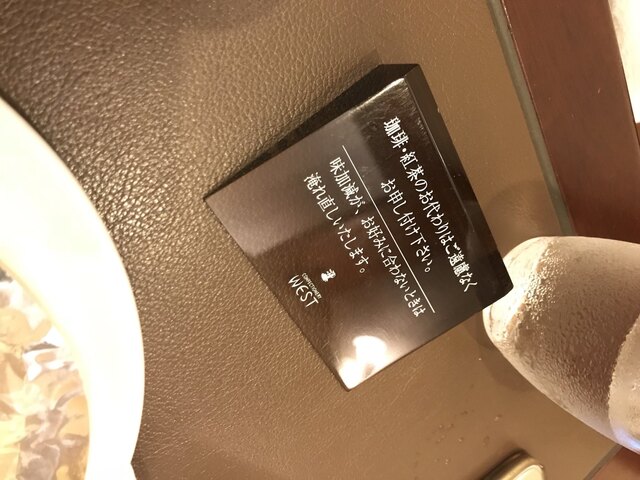 珈琲・紅茶のお代わりはご遠慮なく
お申し付け下さい。
味加減が、お好みに合わないときは
淹れ直しいたします。
CONFECTIONERY
WEST